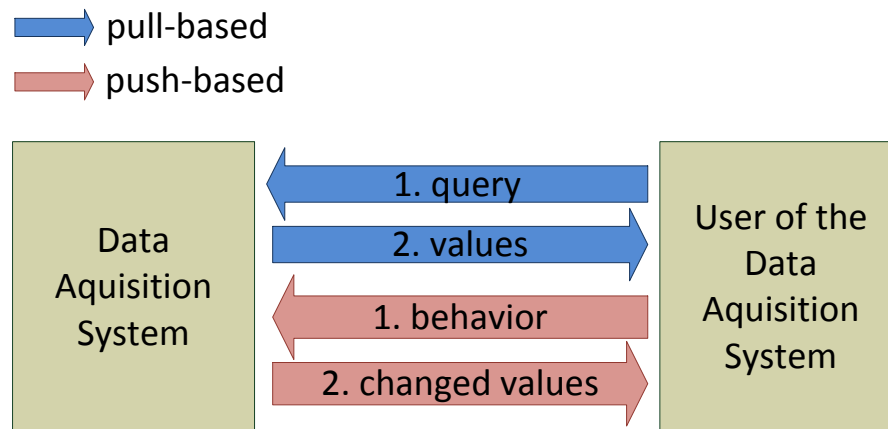 pull-based
push-based
Data
Aquisition
System
1. query
2. values
1. behavior
2. changed values
User of the
Data
Aquisition
System